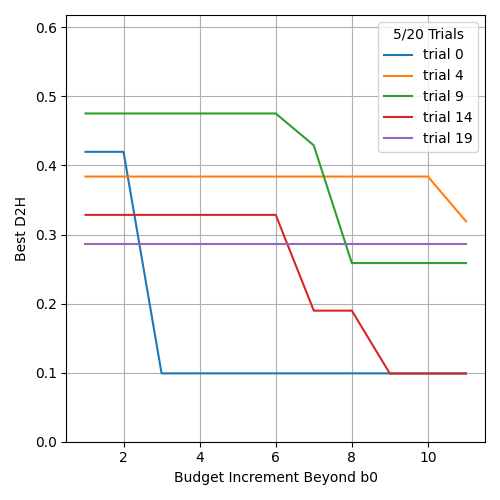 5/20 Trials
trial 0
trial 4
trial 9
trial 14
trial 19
Best D2H
0.6
0.5
0.4
0.3
0.2
0.1
0.0
2 4 6 8 10
Budget Increment Beyond b0